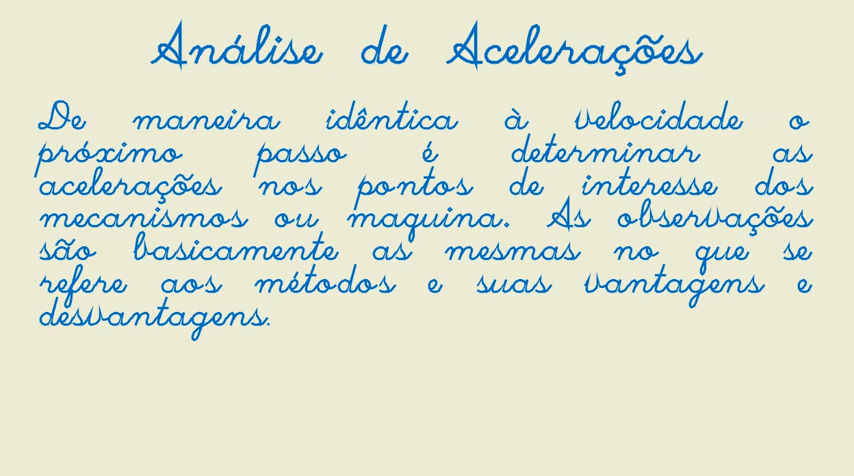 Análise de Acelerações
De maneira idêntica à velocidade o
próximo passo é determinar as
acelerações nos pontos de interesse dos
mecanismos ou maquina. As observações
são basicamente as mesmas no que se
refere aos métodos e suas vantagens e
desvantagens.